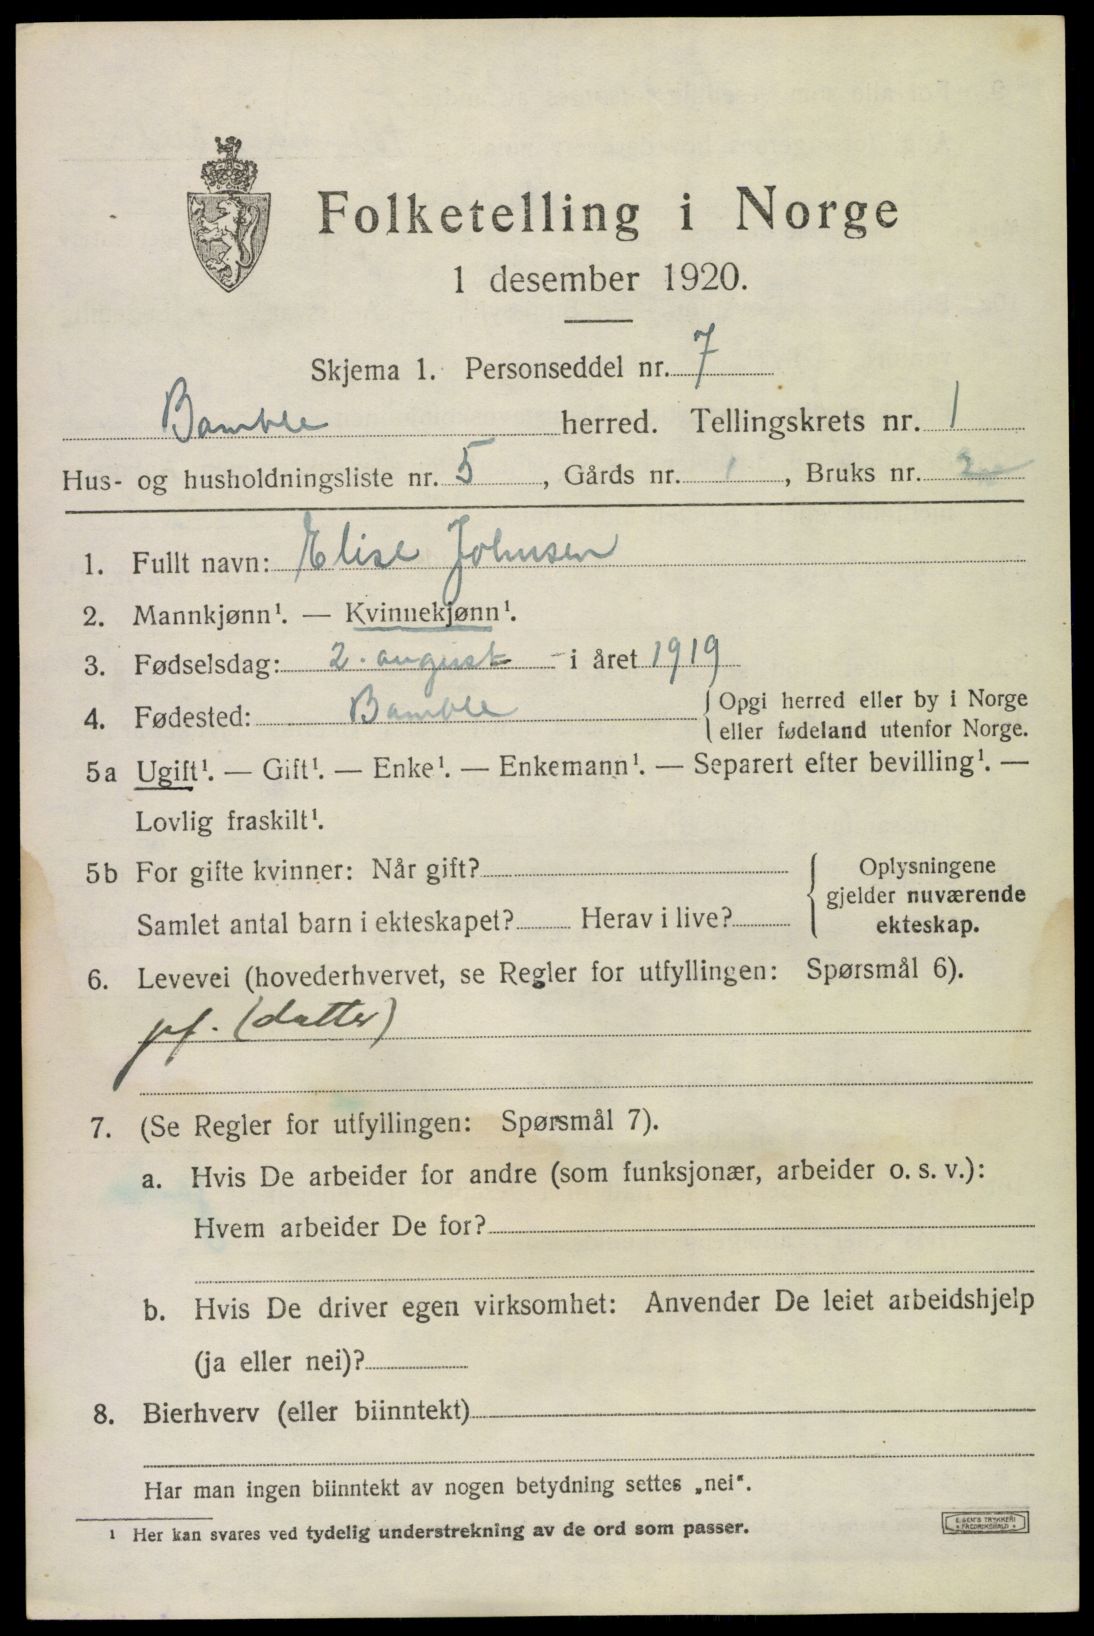 Folketelling i Norge
1 desember 1920.
Skjema 1. Personseddel nr. 7
Bamble herred. Tellingskrets nr. 1
Hus- og husholdningsliste nr. 5, Gårds nr. 1, Bruks nr. 2
1. Fullt navn: Elise Johnsen
2. Mannkjønn¹. — Kvinnekjønn¹.
3. Fødselsdag: 2. august i året 1919
4. Fødested: Bamble {Opgi herred eller by i Norge
eller fødeland utenfor Norge.
5a Ugift¹. — Gift¹. — Enke¹. — Enkemann¹. — Separert efter bevilling¹. —
Lovlig fraskilt¹.
5b For gifte kvinner: Når gift?
Samlet antal barn i ekteskapet? Herav i live?
{Oplysningene
gjelder nuværende
ekteskap.
6. Levevei (hovederhvervet, se Regler for utfyllingen: Spørsmål 6).
pf. (datter)
7. (Se Regler for utfyllingen: Spørsmål 7).
a. Hvis De arbeider for andre (som funksjonær, arbeider o. s. v.):
Hvem arbeider De for?
b. Hvis De driver egen virksomhet: Anvender De leiet arbeidshjelp
(ja eller nei)?
8. Bierhverv (eller biinntekt)
Har man ingen biinntekt av nogen betydning settes „nei“.
¹ Her kan svares ved tydelig understrekning av de ord som passer.
TRYKKERI
FREDRIKSHALD